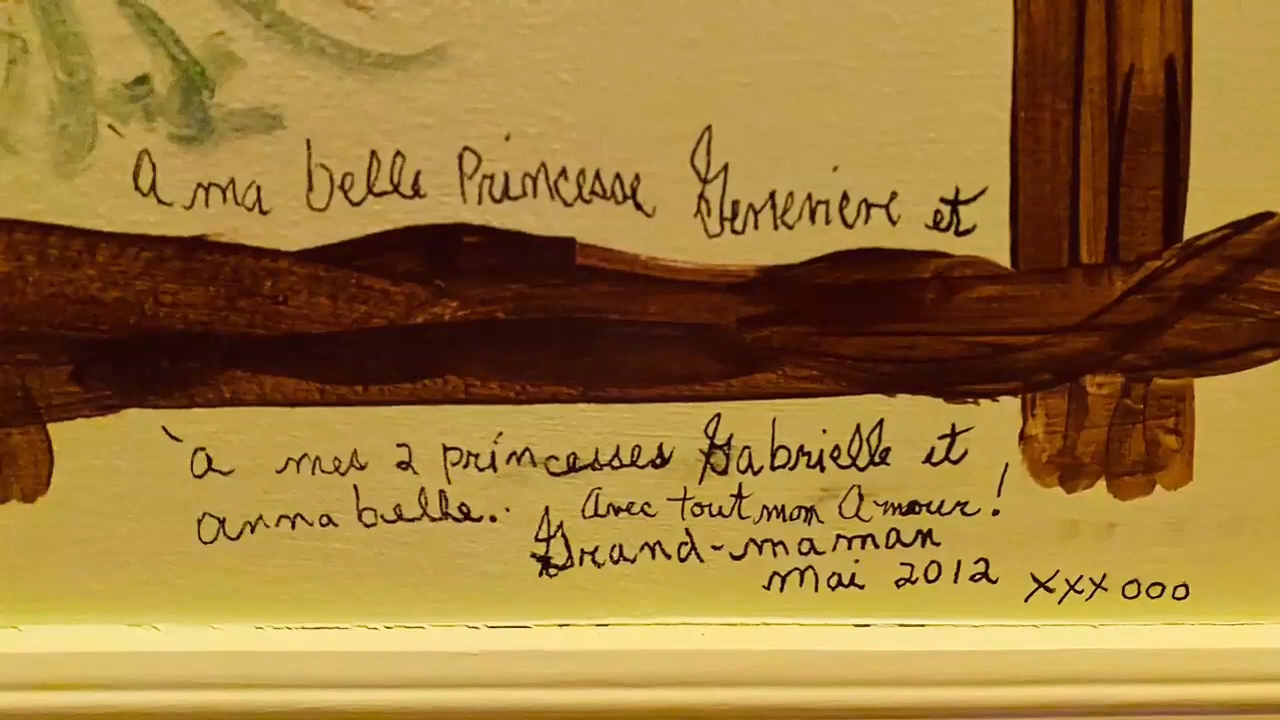 à ma belle Princesse Genevieve et
à mes 2 princesses Gabrielle et
annabelle.. Avec tout mon Amour!
Grand-maman
Mai 2012 XXX OOO